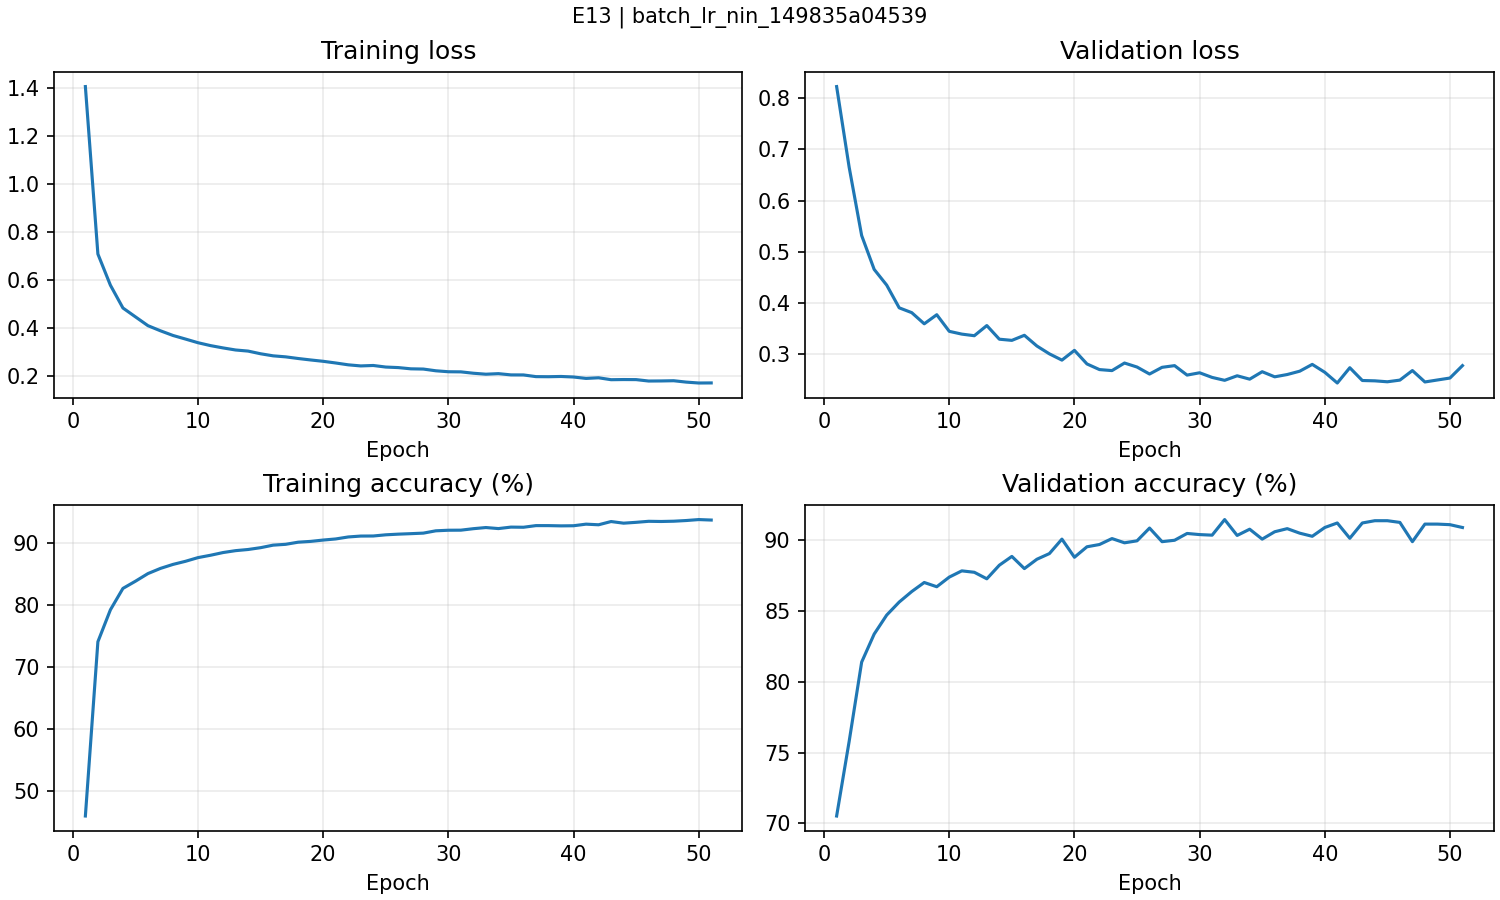 E13 | batch_lr_nin_149835a04539
Training loss
1.4
1.2
1.0
0.8
0.6
0.4
0.2
0 10 20 30 40 50
Epoch
Validation loss
0.8
0.7
0.6
0.5
0.4
0.3
0 10 20 30 40 50
Epoch
Training accuracy (%)
90
80
70
60
50
0 10 20 30 40 50
Epoch
Validation accuracy (%)
90
85
80
75
70
0 10 20 30 40 50
Epoch